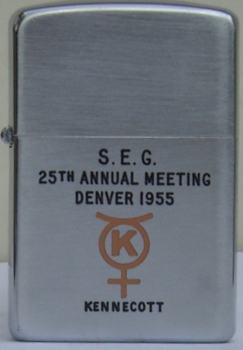 S.E.G.
25TH ANNUAL MEETING
DENVER 1955
K
KENNECOTT